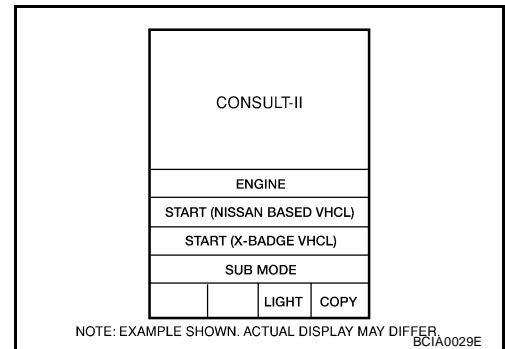 CONSULT-II
ENGINE
START (NISSAN BASED VHCL)
START (X-BADGE VHCL)
SUB MODE
LIGHT COPY
NOTE: EXAMPLE SHOWN. ACTUAL DISPLAY MAY DIFFER.
BCIA0029E